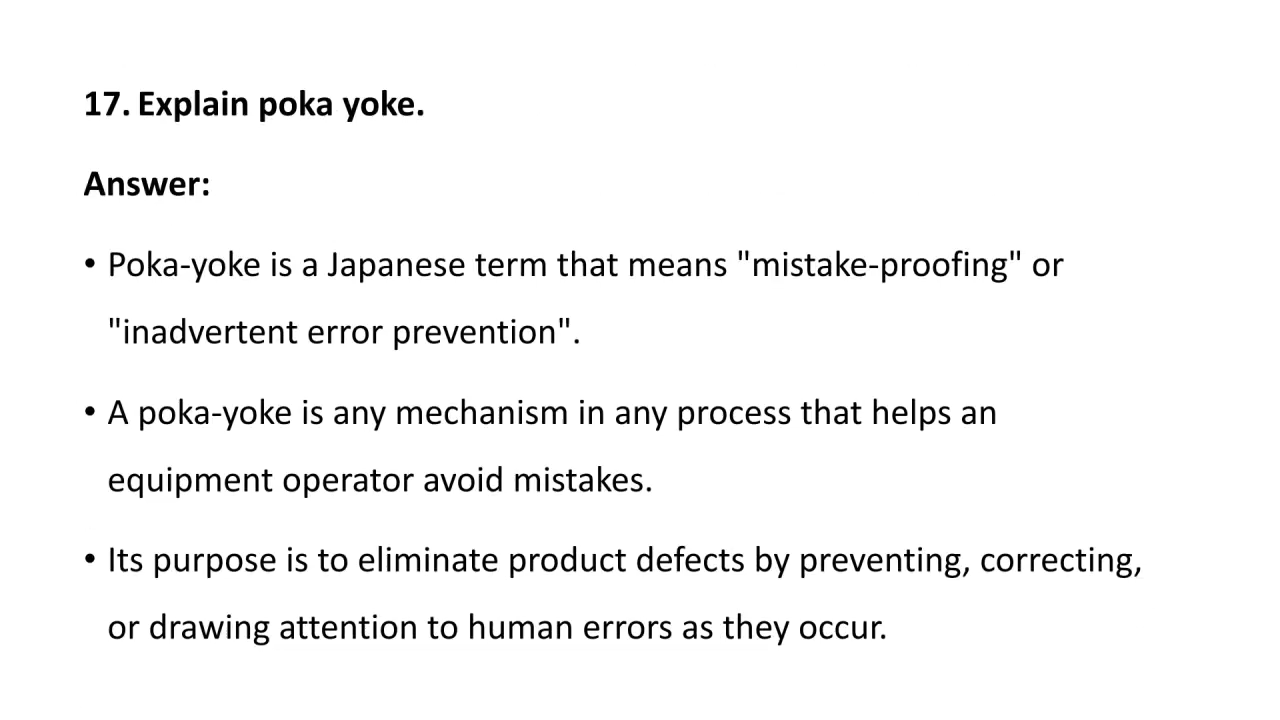 17. Explain poka yoke.
Answer:
• Poka-yoke is a Japanese term that means "mistake-proofing" or
"inadvertent error prevention".
• A poka-yoke is any mechanism in any process that helps an
equipment operator avoid mistakes.
• Its purpose is to eliminate product defects by preventing, correcting,
or drawing attention to human errors as they occur.